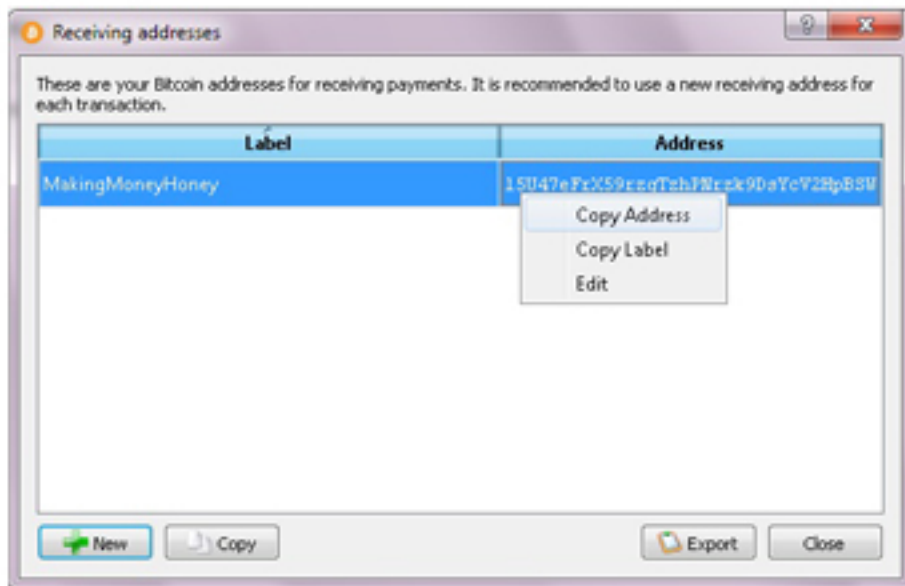 Receiving addresses
These are your Bitcoin addresses for receiving payments. It is recommended to use a new receiving address for
each transaction.
Label Address
MakingMoneyHoney
Copy Address
Copy Label
Edit
New Copy Export Close